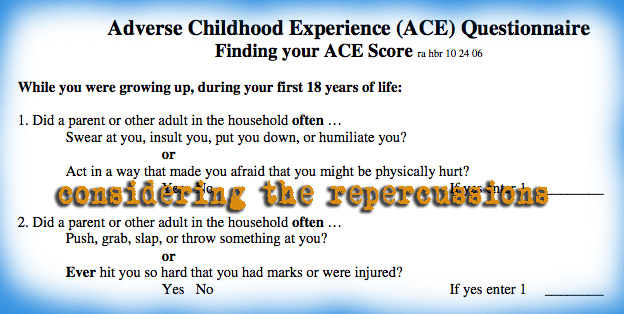 Adverse Childhood Experience (ACE) Questionnaire
Finding your ACE Score ra hbr 10 24 06
While you were growing up, during your first 18 years of life:
1. Did a parent or other adult in the household often …
Swear at you, insult you, put you down, or humiliate you?
or
Act in a way that made you afraid that you might be physically hurt?
Yes No If yes enter 1 ________
considering the repercussions
2. Did a parent or other adult in the household often …
Push, grab, slap, or throw something at you?
or
Ever hit you so hard that you had marks or were injured?
Yes No If yes enter 1 ________